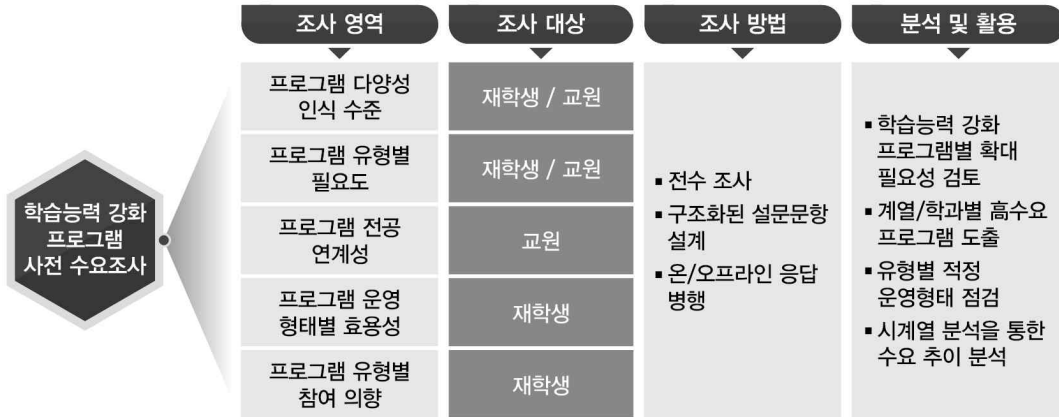 조사 영역
조사 대상
조사 방법
분석 및 활용
학습능력 강화
프로그램
사전 수요조사
프로그램 다양성
인식 수준
재학생 / 교원
프로그램 유형별
필요도
재학생 / 교원
프로그램 전공
연계성
교원
프로그램 운영
형태별 효용성
재학생
프로그램 유형별
참여 의향
재학생
▪ 전수 조사
▪ 구조화된 설문문항
설계
▪ 온/오프라인 응답
병행
▪ 학습능력 강화
프로그램별 확대
필요성 검토
▪ 계열/학과별 高수요
프로그램 도출
▪ 유형별 적정
운영형태 점검
▪ 시계열 분석을 통한
수요 추이 분석